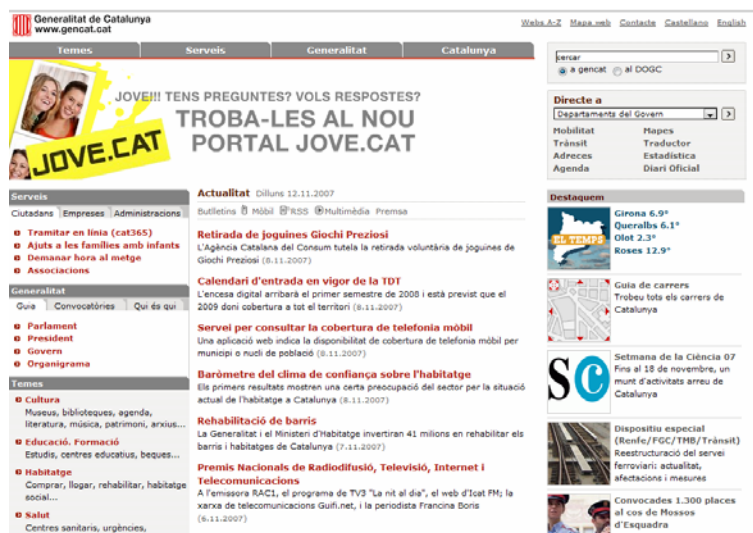 Generalitat de Catalunya
www.gencat.cat
Webs A-Z Mapa web Contacte Castellano English
Temes Serveis Generalitat Catalunya
cercar
a gencat al DOGC
JOVE!!! TENS PREGUNTES? VOLS RESPOSTES?
TROBA-LES AL NOU
PORTAL JOVE.CAT
JOVE.CAT
Directe a
Departaments del Govern
Mobilitat Mapes
Trànsit Traductor
Adreces Estadística
Agenda Diari Oficial
Serveis
Ciutadans Empreses Administracions
Tramitar en línia (cat365)
Ajuts a les famílies amb infants
Demanar hora al metge
Associacions
Generalitat
Guia Convocatòries Qui és qui
Parlament
President
Govern
Organigrama
Temes
Cultura
Museus, biblioteques, agenda,
literatura, música, patrimoni, arxius...
Educació. Formació
Estudis, centres educatius, beques...
Habitatge
Comprar, llogar, rehabilitar, habitatge
social...
Salut
Centres sanitaris, urgències,
Actualitat Dilluns 12.11.2007
Butlletins Mòbil RSS Multimèdia Premsa
Retirada de joguines Giochi Preziosi
L'Agència Catalana del Consum tutela la retirada voluntària de joguines de
Giochi Preziosi (8.11.2007)
Calendari d'entrada en vigor de la TDT
L'encesa digital arribarà el primer semestre de 2008 i està previst que el
2009 doni cobertura a tot el territori (8.11.2007)
Servei per consultar la cobertura de telefonia mòbil
Una aplicació web indica la disponibilitat de cobertura de telefonia mòbil per
municipi o nucli de població (8.11.2007)
Baròmetre del clima de confiança sobre l'habitatge
Els primers resultats mostren una certa preocupació del sector per la situació
actual de l'habitatge a Catalunya (8.11.2007)
Rehabilitació de barris
La Generalitat i el Ministeri d'Habitatge invertiran 41 milions en rehabilitar els
barris i habitatges de Catalunya (7.11.2007)
Premis Nacionals de Radiodifusió, Televisió, Internet i
Telecomunicacions
A l'emissora RAC1, el programa de TV3 "La nit al dia", el web d'Icat FM; la
xarxa de telecomunicacions Guifi.net, i la periodista Francina Boris
(6.11.2007)
Destaquem
EL TEMPS
Girona 6.9°
Queralbs 6.1°
Olot 2.3°
Roses 12.9°
Guia de carrers
Trobeu tots els carrers de
Catalunya
SC
Setmana de la Ciència 07
Fins al 18 de novembre, un
munt d'activitats arreu de
Catalunya
Dispositiu especial
(Renfe/FGC/TMB/Trànsit)
Reestructuració del servei
ferroviari: actualitat,
afectacions i mesures
Convocades 1.300 places
al cos de Mossos
d'Esquadra